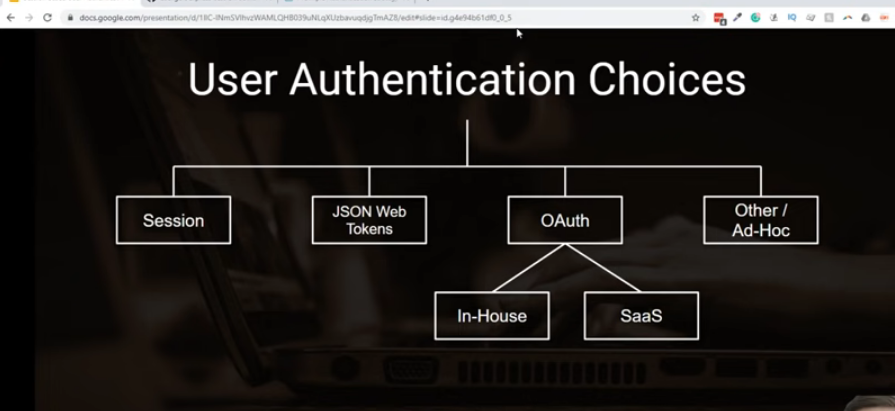 User Authentication Choices
Session
JSON Web
Tokens
OAuth
Other /
Ad-Hoc
In-House
SaaS